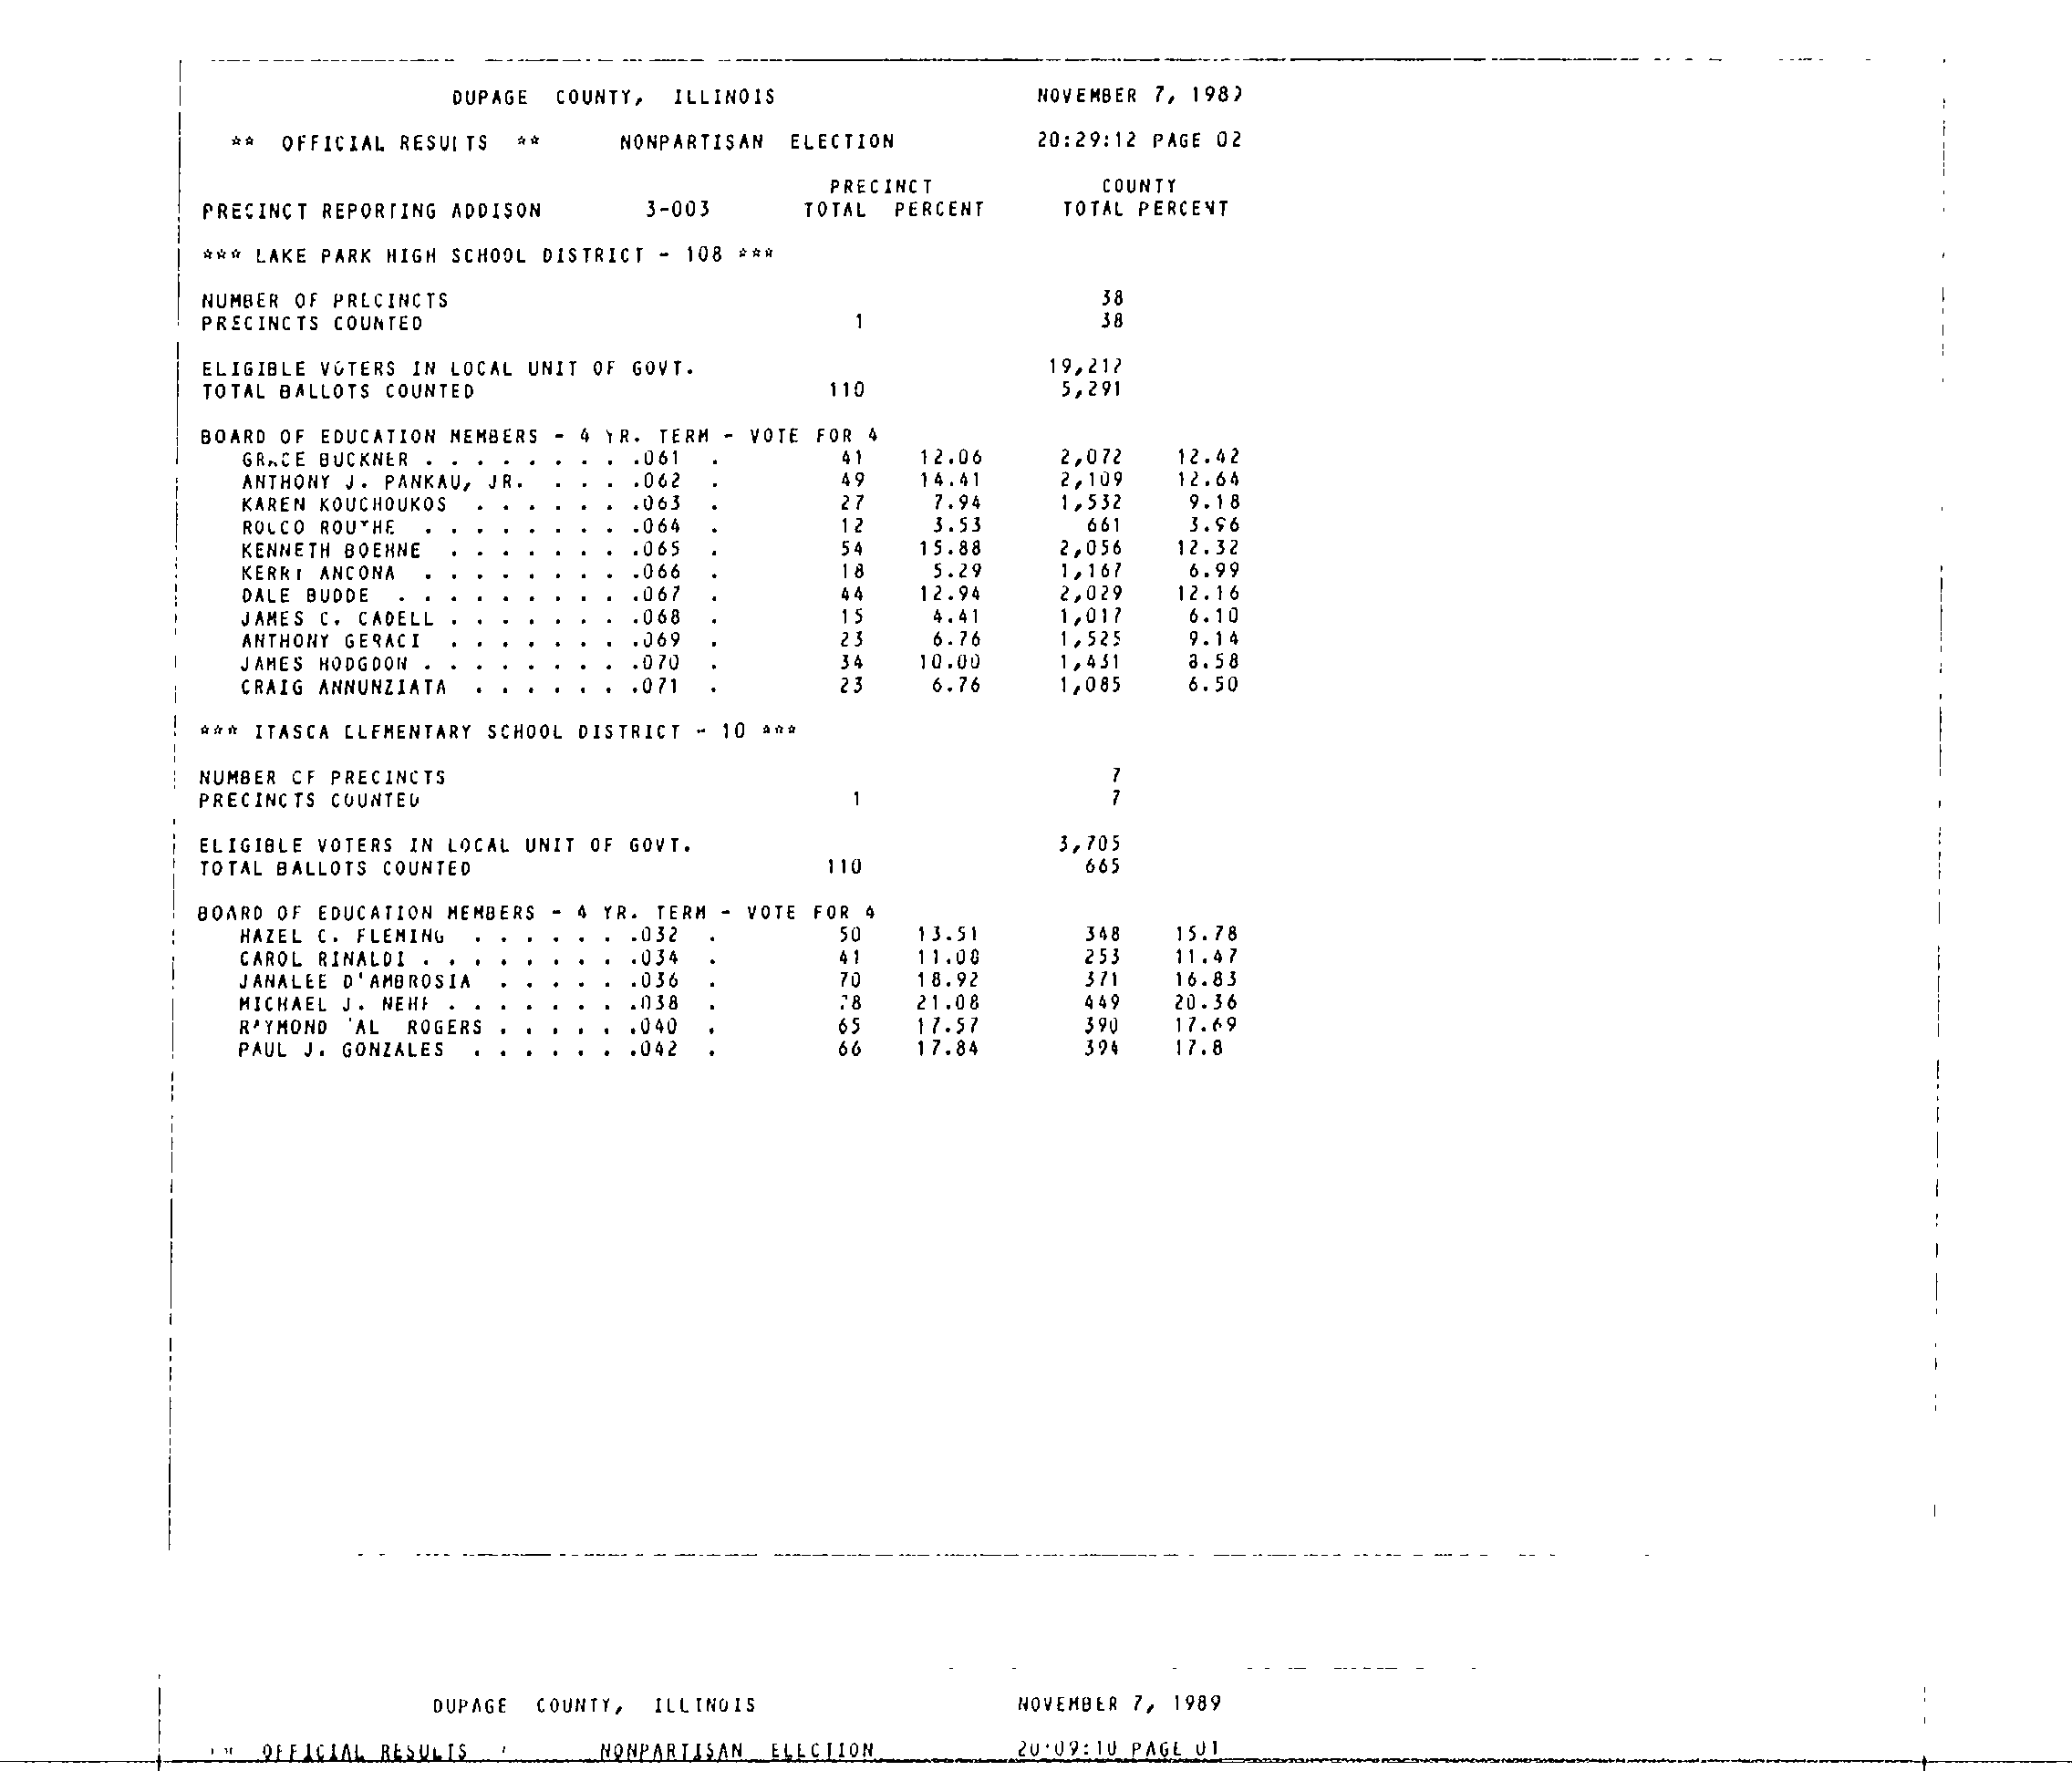 DUPAGE COUNTY, ILLINOIS NOVEMBER 7, 1989
** OFFICIAL RESULTS ** NONPARTISAN ELECTION 20:29:12 PAGE 02
PRECINCT COUNTY
PRECINCT REPORTING ADDISON 3-003 TOTAL PERCENT TOTAL PERCENT
*** LAKE PARK HIGH SCHOOL DISTRICT - 108 ***
NUMBER OF PRECINCTS 38
PRECINCTS COUNTED 1 38
ELIGIBLE VOTERS IN LOCAL UNIT OF GOVT. 19,212
TOTAL BALLOTS COUNTED 110 5,291
BOARD OF EDUCATION MEMBERS - 4 YR. TERM - VOTE FOR 4
GRACE BUCKNER . . . . . . . . .061 . 41 12.06 2,072 12.42
ANTHONY J. PANKAU, JR. . . . .062 . 49 14.41 2,109 12.64
KAREN KOUCHOUKOS . . . . . . .063 . 27 7.94 1,532 9.18
ROCCO . . . . . . . . .064 . 12 3.53 661 3.96
KENNETH BOEHNE . . . . . . . .065 . 54 15.88 2,056 12.32
KERRI ANCONA . . . . . . . . .066 . 18 5.29 1,167 6.99
DALE BUDDE . . . . . . . . . .067 . 44 12.94 2,029 12.16
JAMES C. CADELL . . . . . . . .068 . 15 4.41 1,017 6.10
ANTHONY GERACI . . . . . . . .069 . 23 6.76 1,525 9.14
JAMES HODGDON . . . . . . . . .070 . 34 10.00 1,431 8.58
CRAIG ANNUNZIATA . . . . . . .071 . 23 6.76 1,085 6.50
*** ITASCA ELEMENTARY SCHOOL DISTRICT - 10 ***
NUMBER OF PRECINCTS 7
PRECINCTS COUNTED 1 7
ELIGIBLE VOTERS IN LOCAL UNIT OF GOVT. 3,705
TOTAL BALLOTS COUNTED 110 665
BOARD OF EDUCATION MEMBERS - 4 YR. TERM - VOTE FOR 4
HAZEL C. FLEMING . . . . . . .032 . 50 13.51 348 15.78
CAROL RINALDI . . . . . . . . .034 . 41 11.08 253 11.47
JANALEE D'AMBROSIA . . . . . .036 . 70 18.92 371 16.83
MICHAEL J. . . . . . . . .038 . 78 21.08 449 20.36
RAYMOND 'AL ROGERS . . . . . .040 . 65 17.57 390 17.69
PAUL J. GONZALES . . . . . . .042 . 66 17.84 394 17.8
DUPAGE COUNTY, ILLINOIS NOVEMBER 7, 1989
OFFICIAL RESULTS NONPARTISAN ELECTION 20:09:10 PAGE 01